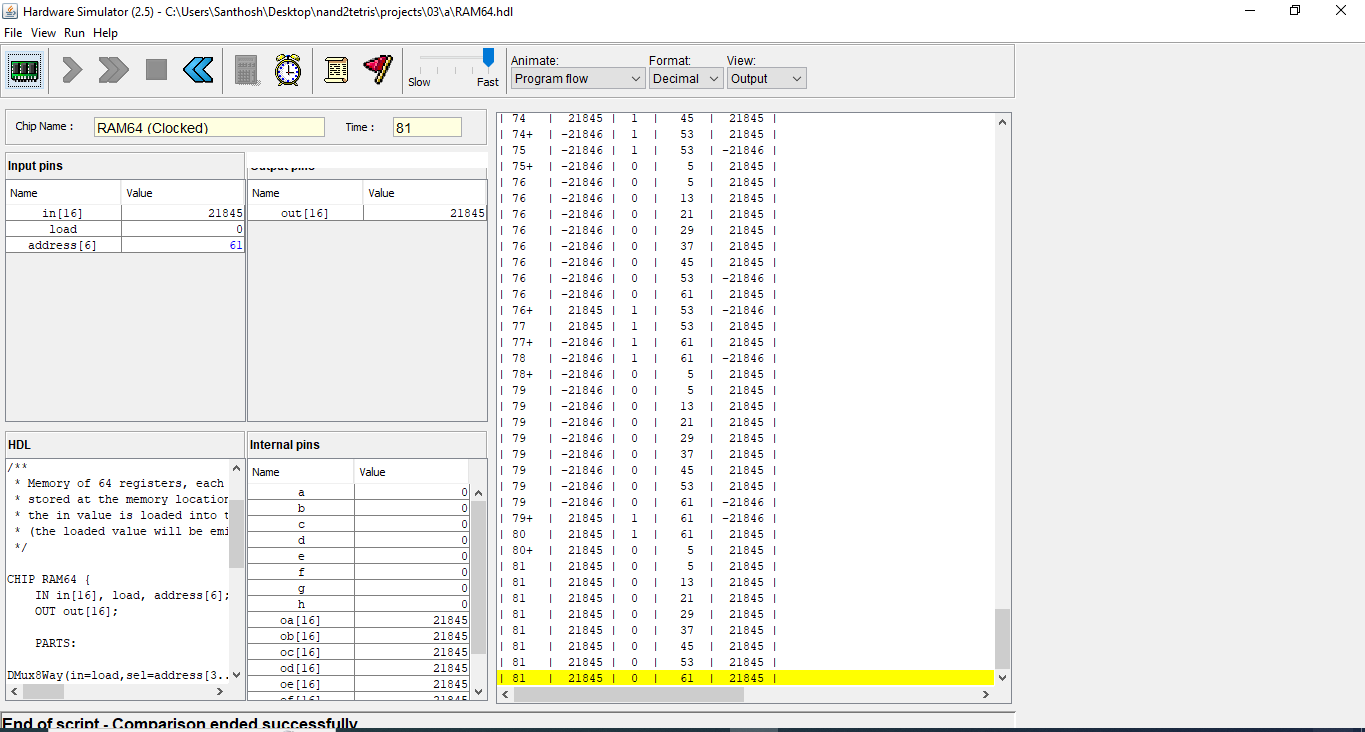 Hardware Simulator (2.5) - C:\Users\Santhosh\Desktop\nand2tetris\projects\03\a\RAM64.hdl
File View Run Help
Slow Fast
Animate: Format: View:
Program flow Decimal Output
Chip Name : RAM64 (Clocked) Time : 81
Input pins
Name Value
in[16] 21845
load 0
address[6] 61
Output pins
Name Value
out[16] 21845
HDL
/**
* Memory of 64 registers, each
* stored at the memory location
* the in value is loaded into t
* (the loaded value will be emi
*/
CHIP RAM64 {
IN in[16], load, address[6];
OUT out[16];
PARTS:
DMux8Way(in=load,sel=address[3..
Internal pins
Name Value
a 0
b 0
c 0
d 0
e 0
f 0
g 0
h 0
oa[16] 21845
ob[16] 21845
oc[16] 21845
od[16] 21845
oe[16] 21845
of[16] 21845
| 74 | 21845 | 1 | 45 | 21845 |
| 74+ | -21846 | 1 | 53 | 21845 |
| 75 | -21846 | 1 | 53 | -21846 |
| 75+ | -21846 | 0 | 5 | 21845 |
| 76 | -21846 | 0 | 5 | 21845 |
| 76 | -21846 | 0 | 13 | 21845 |
| 76 | -21846 | 0 | 21 | 21845 |
| 76 | -21846 | 0 | 29 | 21845 |
| 76 | -21846 | 0 | 37 | 21845 |
| 76 | -21846 | 0 | 45 | 21845 |
| 76 | -21846 | 0 | 53 | -21846 |
| 76 | -21846 | 0 | 61 | 21845 |
| 76+ | 21845 | 1 | 53 | -21846 |
| 77 | 21845 | 1 | 53 | 21845 |
| 77+ | -21846 | 1 | 61 | 21845 |
| 78 | -21846 | 1 | 61 | -21846 |
| 78+ | -21846 | 0 | 5 | 21845 |
| 79 | -21846 | 0 | 5 | 21845 |
| 79 | -21846 | 0 | 13 | 21845 |
| 79 | -21846 | 0 | 21 | 21845 |
| 79 | -21846 | 0 | 29 | 21845 |
| 79 | -21846 | 0 | 37 | 21845 |
| 79 | -21846 | 0 | 45 | 21845 |
| 79 | -21846 | 0 | 53 | 21845 |
| 79 | -21846 | 0 | 61 | -21846 |
| 79+ | 21845 | 1 | 61 | -21846 |
| 80 | 21845 | 1 | 61 | 21845 |
| 80+ | 21845 | 0 | 5 | 21845 |
| 81 | 21845 | 0 | 5 | 21845 |
| 81 | 21845 | 0 | 13 | 21845 |
| 81 | 21845 | 0 | 21 | 21845 |
| 81 | 21845 | 0 | 29 | 21845 |
| 81 | 21845 | 0 | 37 | 21845 |
| 81 | 21845 | 0 | 45 | 21845 |
| 81 | 21845 | 0 | 53 | 21845 |
| 81 | 21845 | 0 | 61 | 21845 |
End of script - Comparison ended successfully